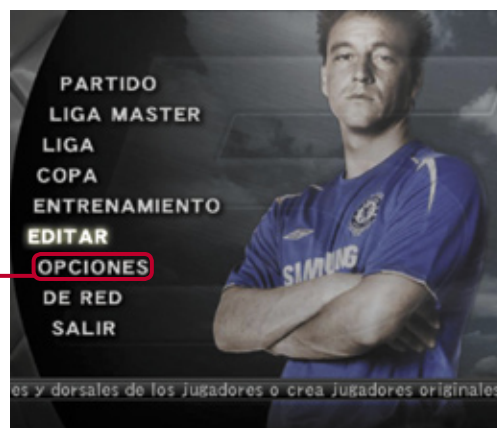 PARTIDO
LIGA MASTER
LIGA
COPA
ENTRENAMIENTO
EDITAR
OPCIONES
DE RED
SALIR
es y dorsales de los jugadores o crea jugadores originales